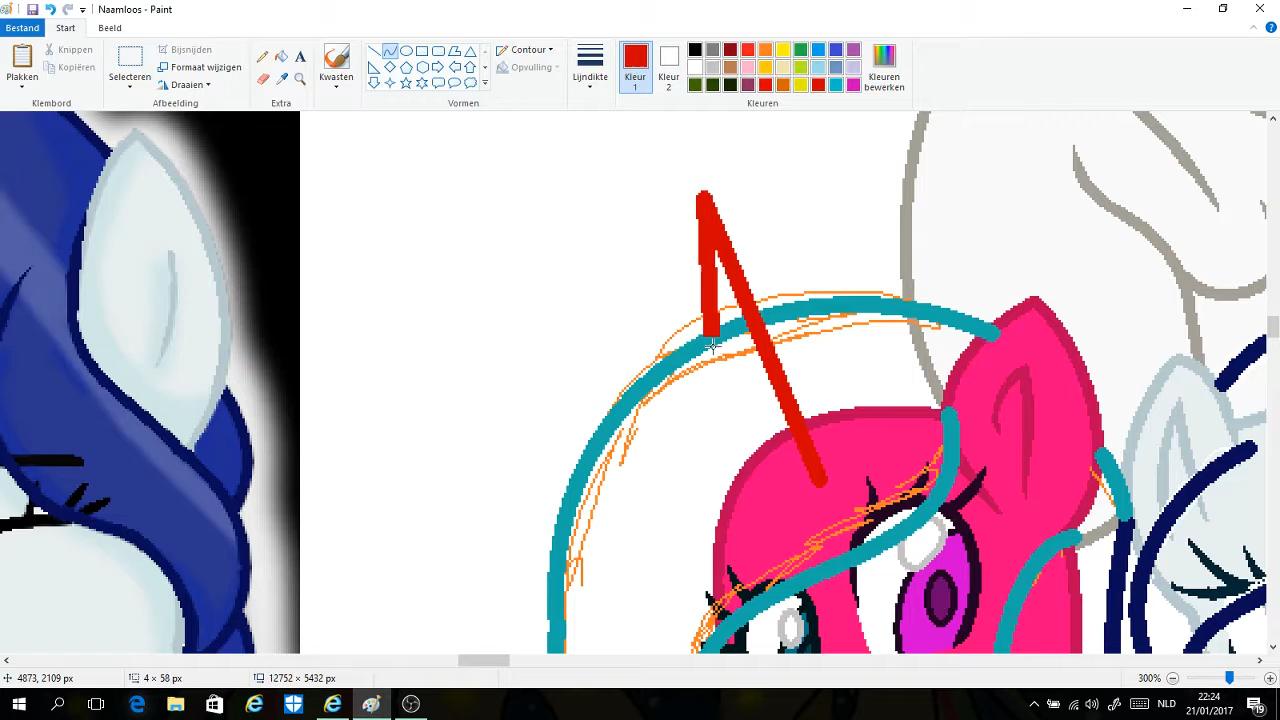 Naamloos - Paint
Bestand Start Beeld
Plakken
Knippen
Kopiëren
Klembord
Selecteren
Bijsnijden
Formaat wijzigen
Draaien
Afbeelding
A
Extra
Kwasten
Contour
Opvulling
Vormen
Lijndikte
Kleur 1
Kleur 2
Kleuren bewerken
Kleuren
4873, 2109 px
4 × 58 px
12752 × 5432 px
300%
NLD
22:24
21/01/2017
19